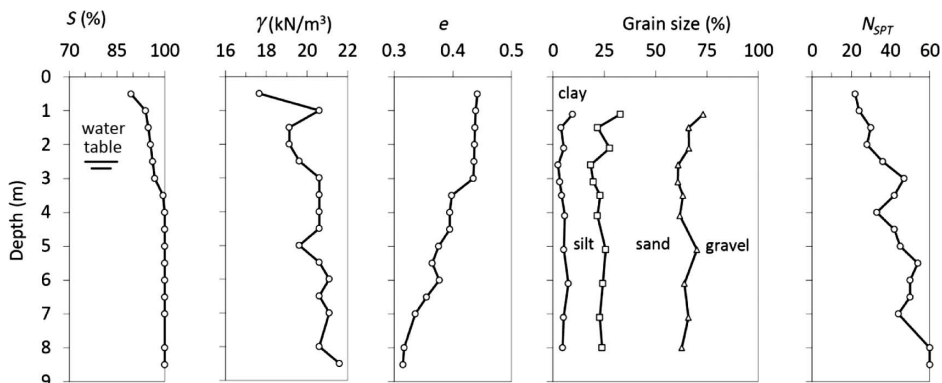 S (%)
70 80 90 100
γ (kN/m³)
16 18 20 22
e
0.3 0.4 0.5
Grain size (%)
0 25 50 75 100
N_SPT
0 20 40 60
Depth (m)
0
1
2
3
4
5
6
7
8
9
water
table
clay
silt
sand
gravel